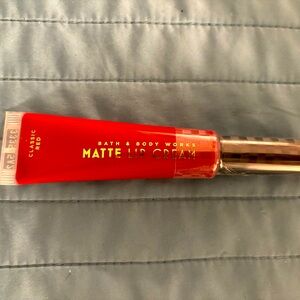 CLASSIC
RED
BATH & BODY WORKS
MATTE LIP CREAM